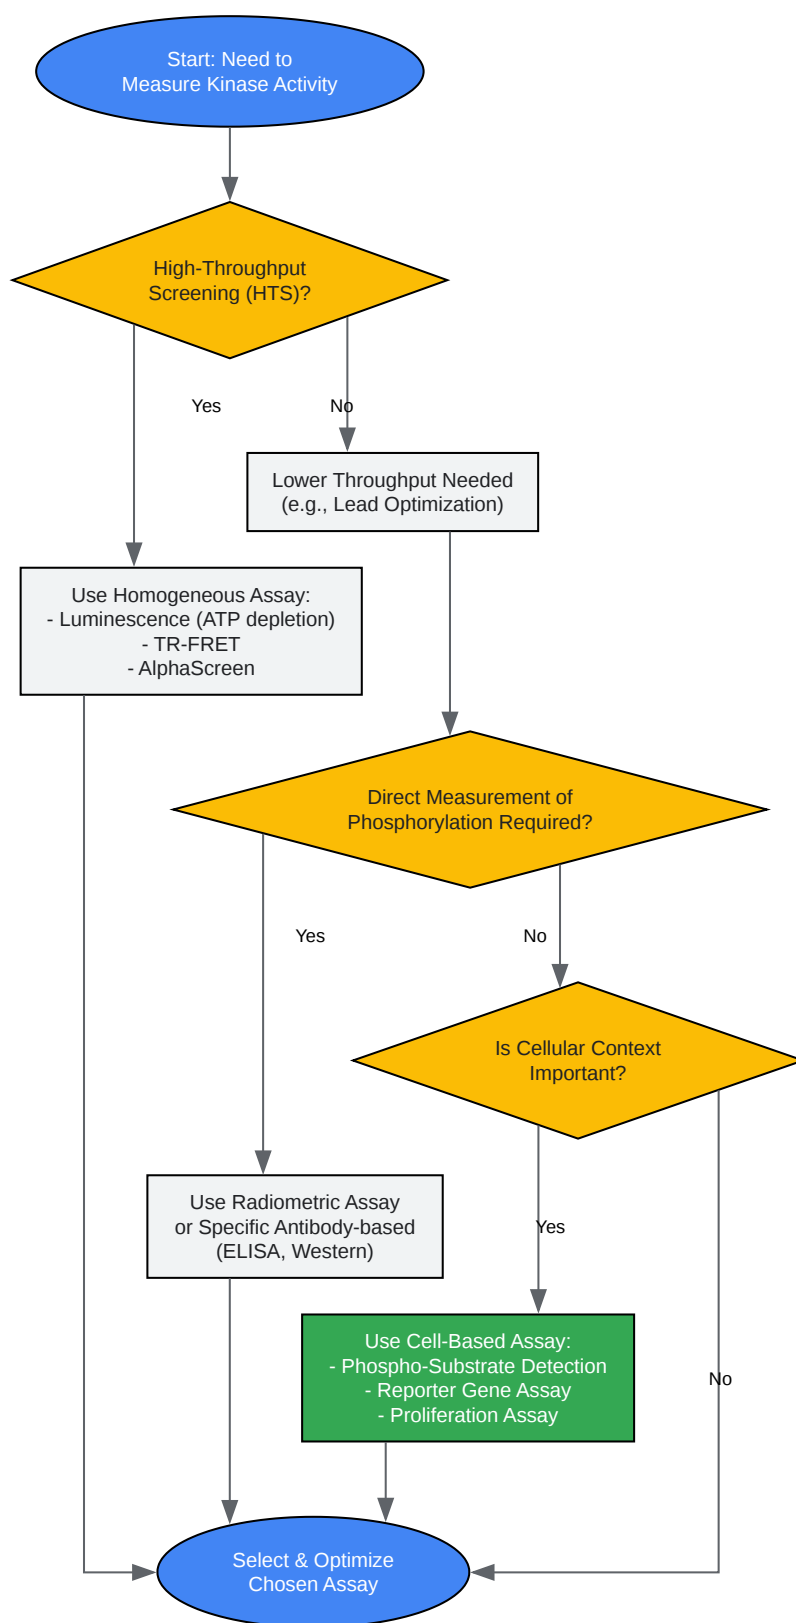 Start: Need to
Measure Kinase Activity
High-Throughput
Screening (HTS)?
Yes
No
Lower Throughput Needed
(e.g., Lead Optimization)
Use Homogeneous Assay:
- Luminescence (ATP depletion)
- TR-FRET
- AlphaScreen
Direct Measurement of
Phosphorylation Required?
Yes
No
Is Cellular Context
Important?
Use Radiometric Assay
or Specific Antibody-based
(ELISA, Western)
Yes
Use Cell-Based Assay:
- Phospho-Substrate Detection
- Reporter Gene Assay
- Proliferation Assay
No
Select & Optimize
Chosen Assay